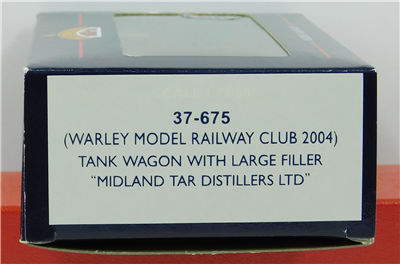 37-675
(WARLEY MODEL RAILWAY CLUB 2004)
TANK WAGON WITH LARGE FILLER
"MIDLAND TAR DISTILLERS LTD"